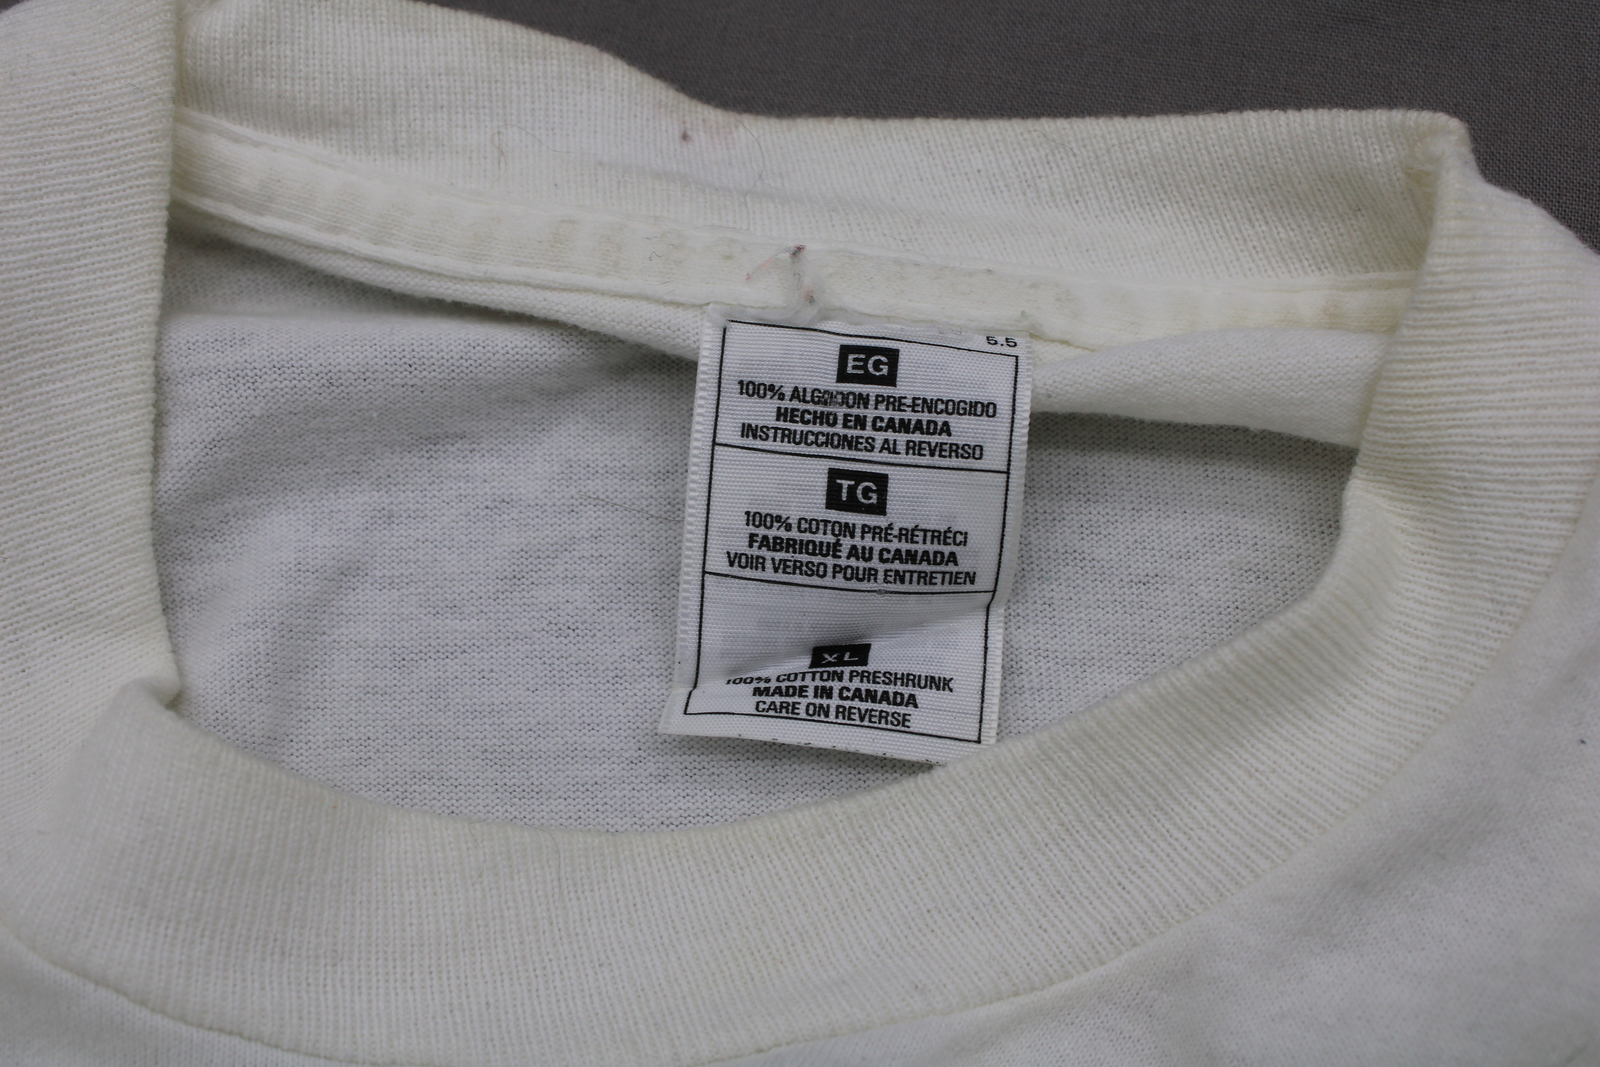 5.5
EG
100% ALGODON PRE-ENCOGIDO
HECHO EN CANADA
INSTRUCCIONES AL REVERSO
TG
100% COTON PRÉ-RÉTRÉCI
FABRIQUÉ AU CANADA
VOIR VERSO POUR ENTRETIEN
XL
100% COTTON PRESHRUNK
MADE IN CANADA
CARE ON REVERSE